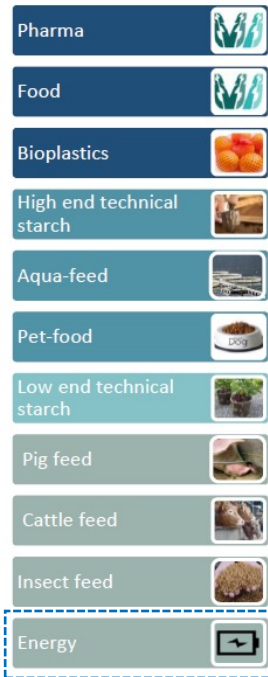 Pharma
Food
Bioplastics
High end technical
starch
Aqua-feed
Pet-food
Dog
Low end technical
starch
Pig feed
Cattle feed
Insect feed
Energy